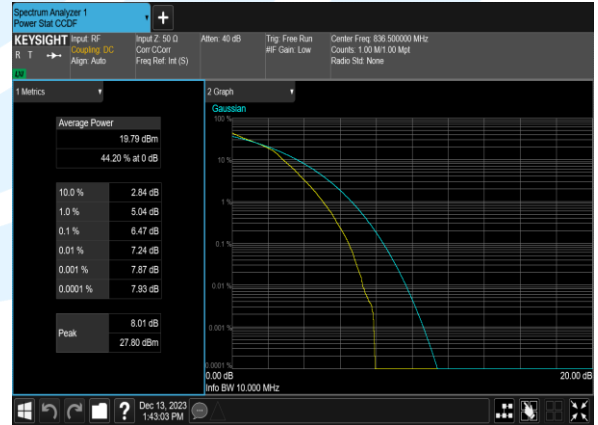 Spectrum Analyzer 1
Power Stat CCDF
+
KEYSIGHT
R T
LW
Input: RF
Coupling: DC
Align: Auto
Input Z: 50 Ω
Corr CCorr
Freq Ref: Int (S)
Atten: 40 dB
Trig: Free Run
#IF Gain: Low
Center Freq: 836.500000 MHz
Counts: 1.00 M/1.00 Mpt
Radio Std: None
1 Metrics
Average Power
19.79 dBm
44.20 % at 0 dB
10.0 % 2.84 dB
1.0 % 5.04 dB
0.1 % 6.47 dB
0.01 % 7.24 dB
0.001 % 7.87 dB
0.0001 % 7.93 dB
Peak
8.01 dB
27.80 dBm
2 Graph
Gaussian
100 %
10 %
1 %
0.1 %
0.01 %
0.001 %
0.0001 %
0.00 dB 20.00 dB
Info BW 10.000 MHz
?
Dec 13, 2023
1:43:03 PM